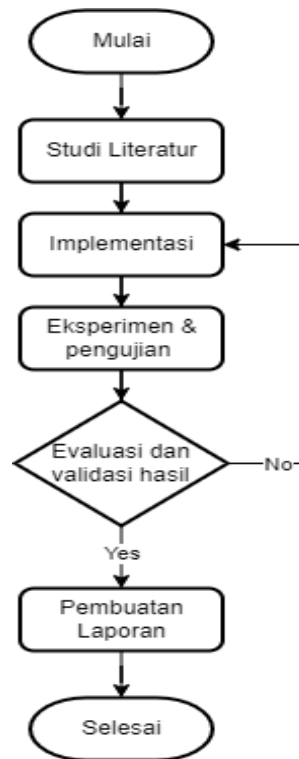 Mulai
Studi Literatur
Implementasi
Eksperimen &
pengujian
Evaluasi dan
validasi hasil
No
Yes
Pembuatan
Laporan
Selesai